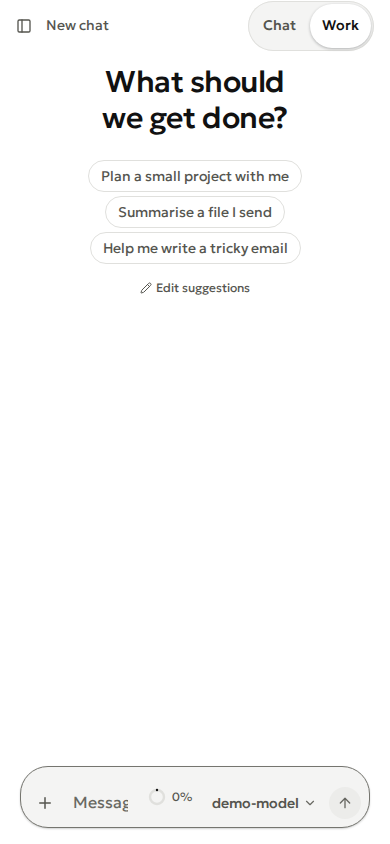 New chat
Chat
Work
What should
we get done?
Plan a small project with me
Summarise a file I send
Help me write a tricky email
Edit suggestions
Messag
0%
demo-model